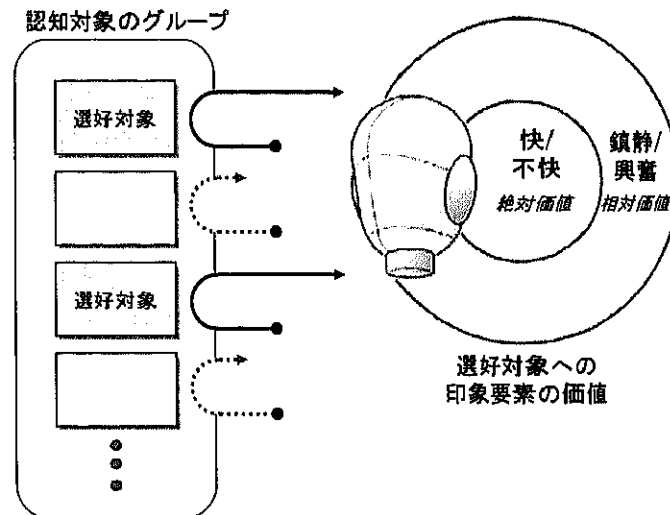 認知対象のグループ
選好対象
選好対象
快/
不快
絶対価値
鎮静/
興奮
相対価値
選好対象への
印象要素の価値